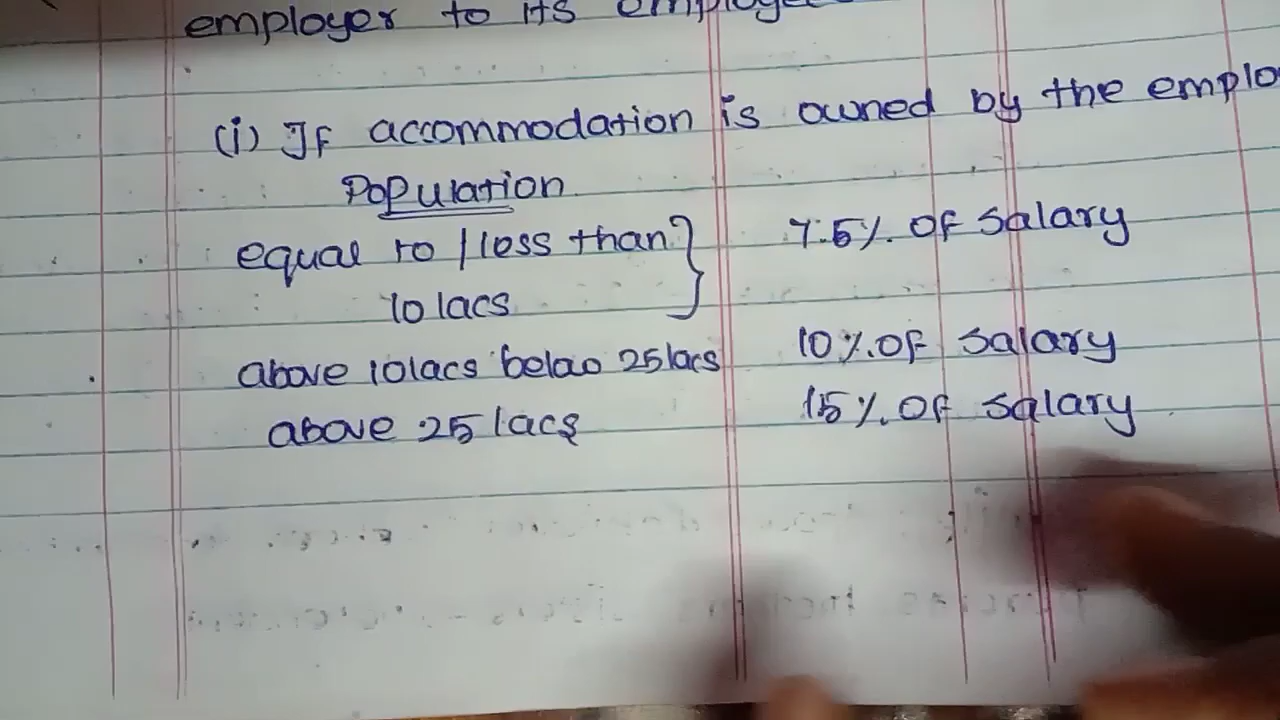 employer to its
(i) If accommodation is owned by the emplo
Population
equal to / less than } 7.5% of salary
10 lacs
above 10 lacs below 25 lacs 10% of salary
above 25 lacs 15% of salary